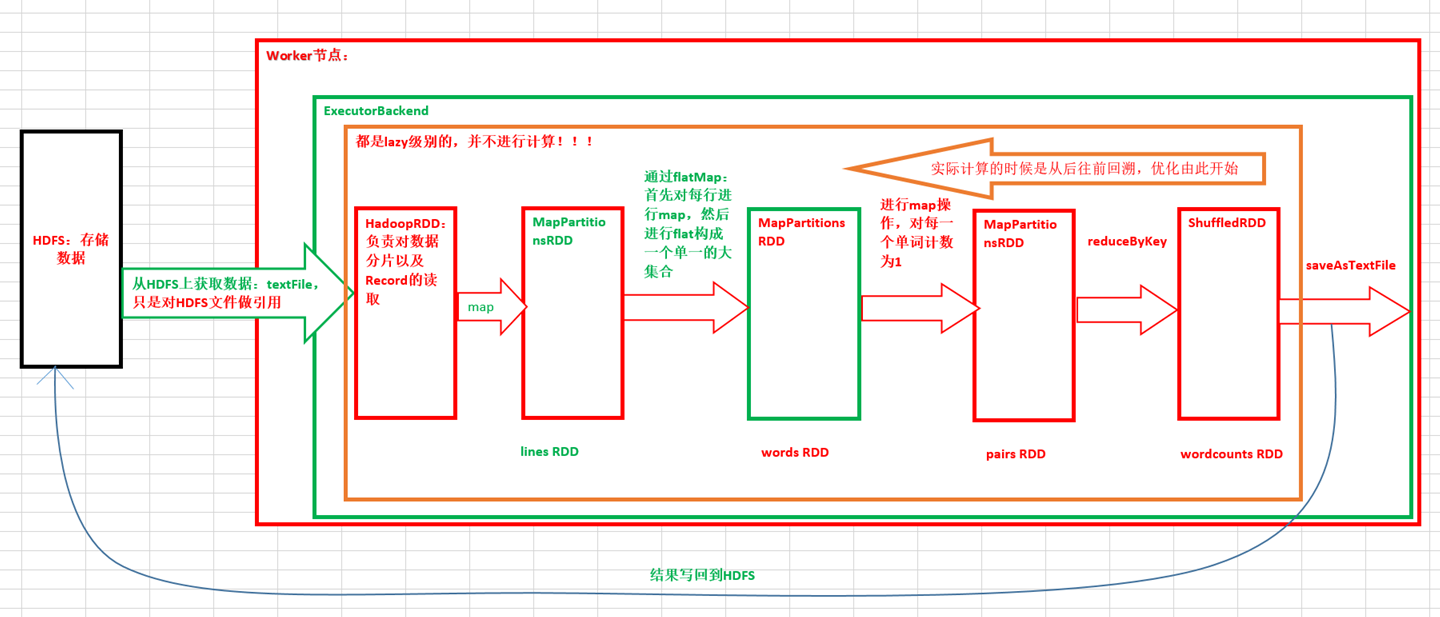 Worker节点：
ExecutorBackend
都是lazy级别的，并不进行计算！！！
实际计算的时候是从后往前回溯，优化由此开始
HDFS：存储
数据
从HDFS上获取数据：textFile，
只是对HDFS文件做引用
HadoopRDD：
负责对数据
分片以及
Record的读
取
map
MapPartitio
nsRDD
通过flatMap：
首先对每行进
行map，然后
进行flat构成
一个单一的大
集合
MapPartitions
RDD
进行map操
作，对每一
个单词计数
为1
MapPartitio
nsRDD
reduceByKey
ShuffledRDD
saveAsTextFile
lines RDD
words RDD
pairs RDD
wordcounts RDD
结果写回到HDFS